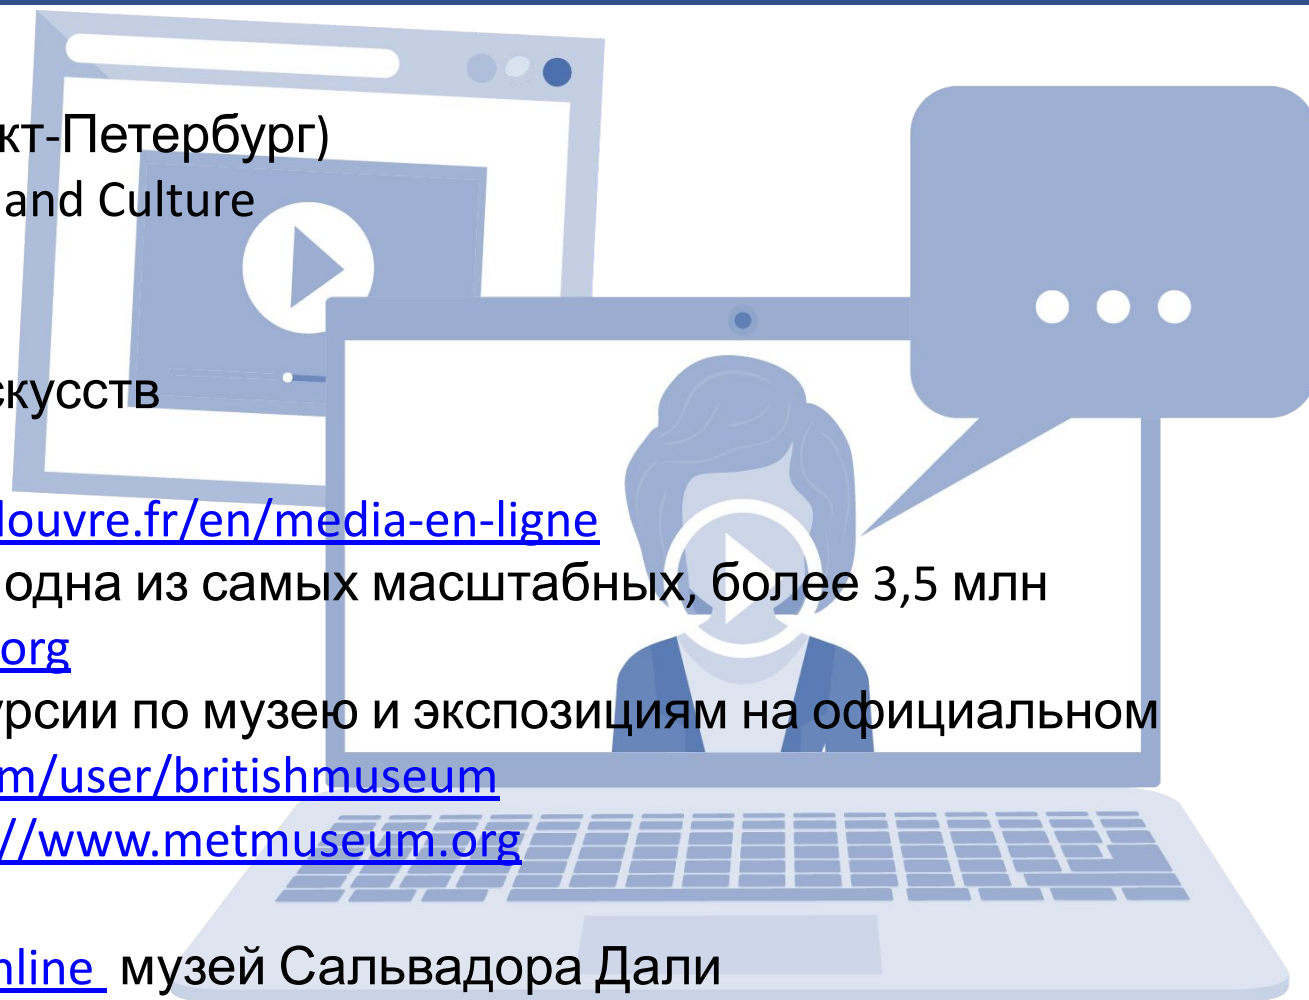 кт-Петербург)
and Culture
скусств
louvre.fr/en/media-en-ligne
одна из самых масштабных, более 3,5 млн
org
урсии по музею и экспозициям на официальном
m/user/britishmuseum
://www.metmuseum.org
nline музей Сальвадора Дали